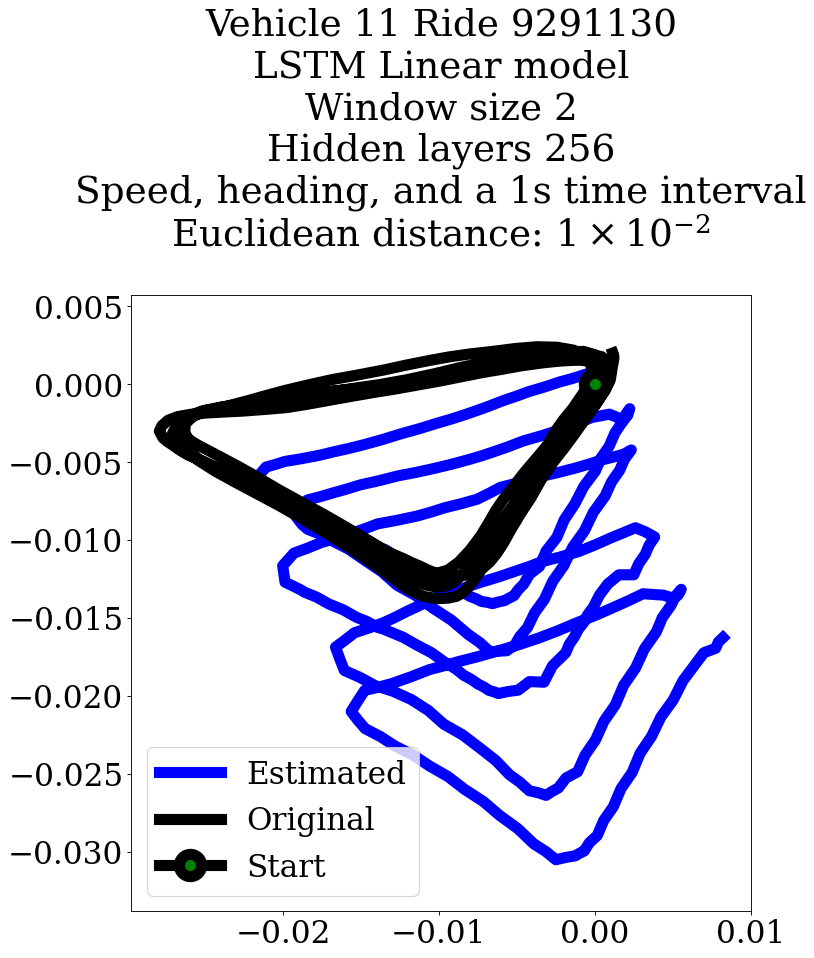 Vehicle 11 Ride 9291130
LSTM Linear model
Window size 2
Hidden layers 256
Speed, heading, and a 1s time interval
Euclidean distance: 1 × 10⁻²
0.005
0.000
−0.005
−0.010
−0.015
−0.020
−0.025
−0.030
Estimated
Original
Start
−0.02
−0.01
0.00
0.01